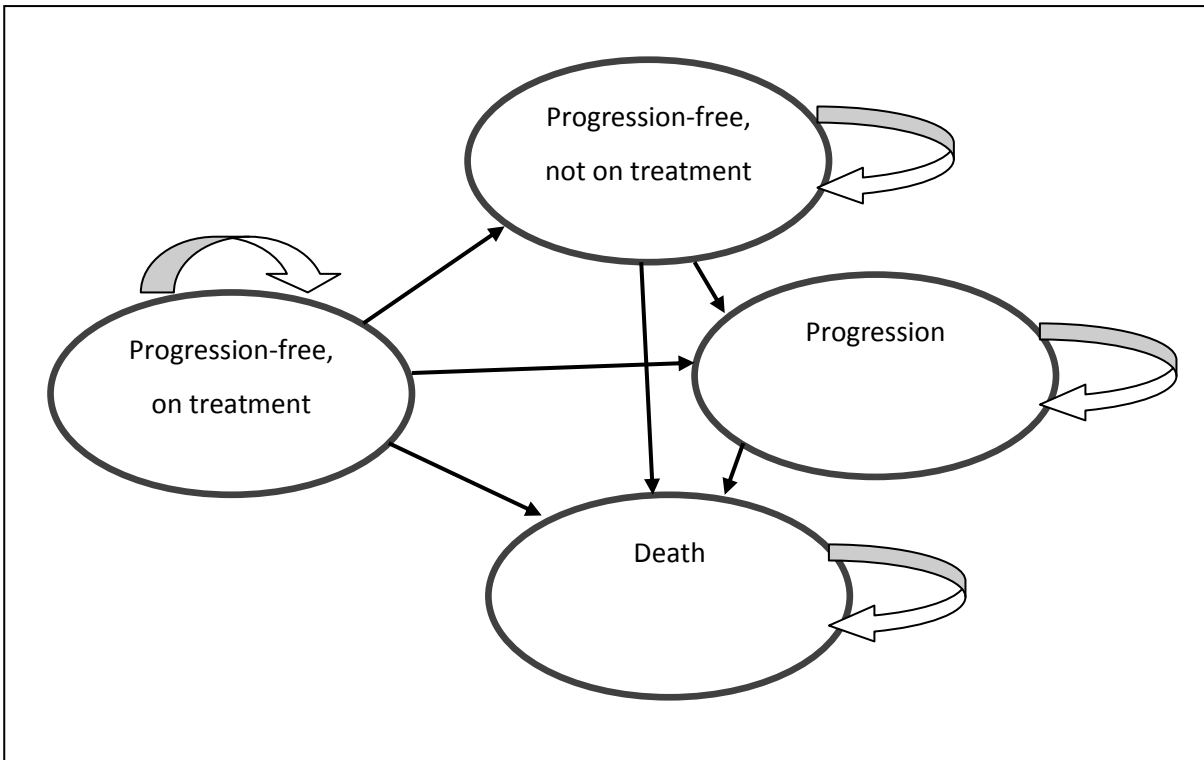 Progression-free,
not on treatment
Progression-free,
on treatment
Progression
Death